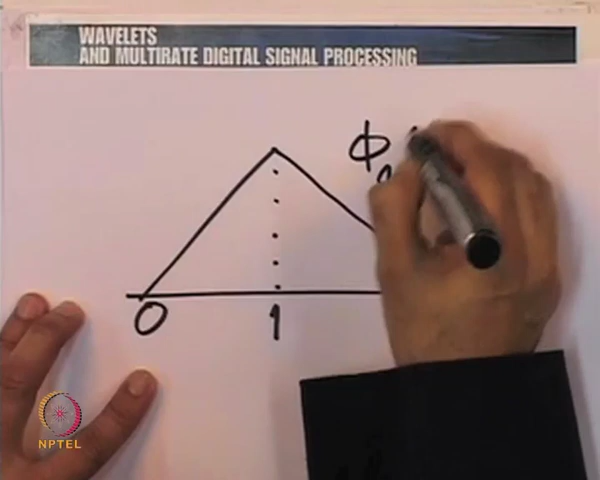 WAVELETS
AND MULTIRATE DIGITAL SIGNAL PROCESSING
ϕ
0 1
NPTEL